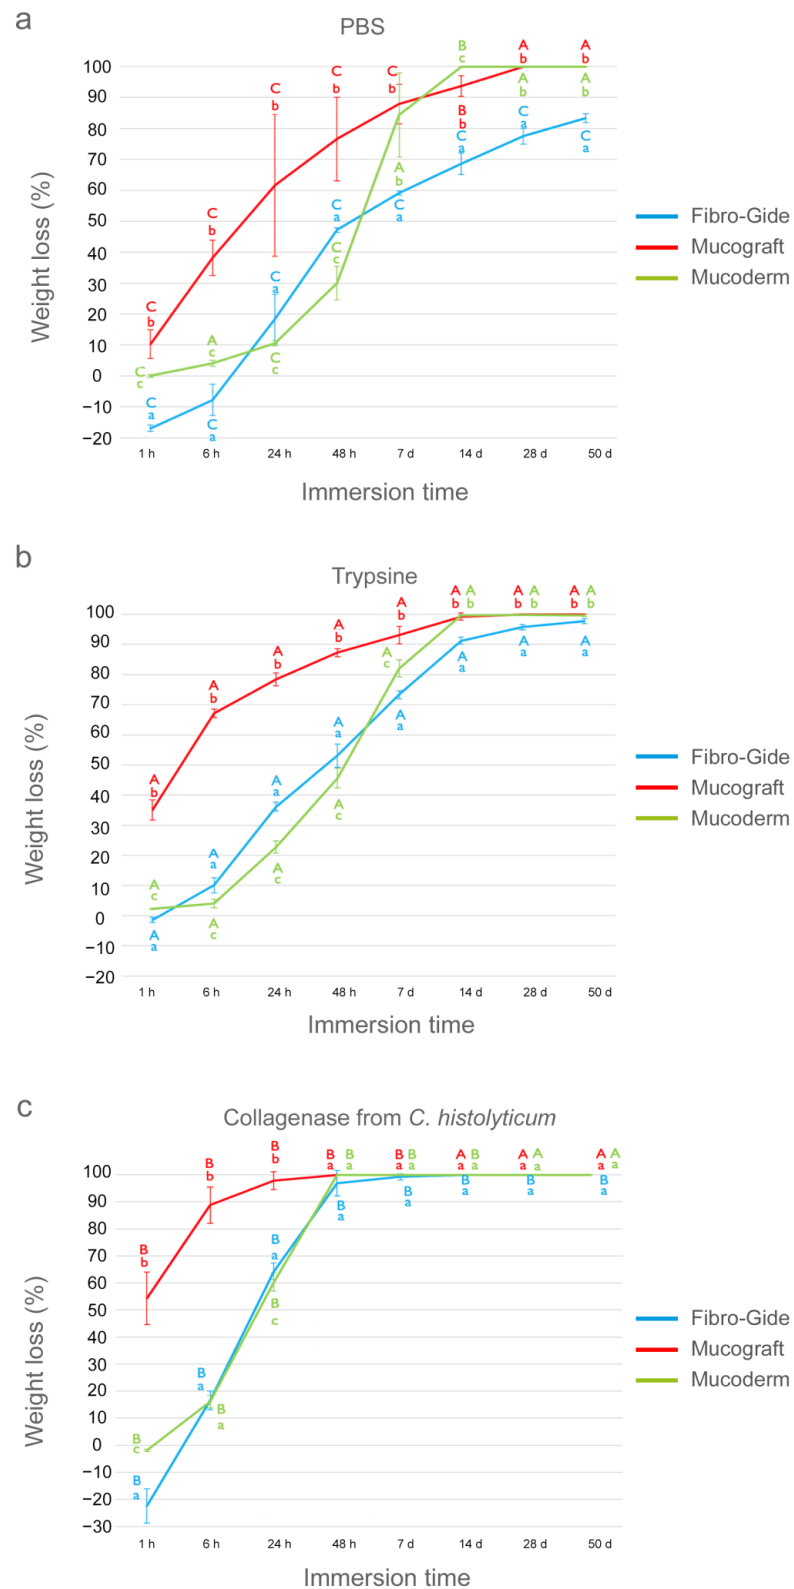 a
PBS
B
c
A
b
A
b
100
90
80
70
60
50
40
30
20
10
0
−10
−20
Weight loss (%)
C
b
C
b
C
b
C
b
C
b
B
b
A
b
A
b
C
a
C
a
C
a
C
a
C
a
C
a
C
a
C
a
C
c
A
c
C
c
C
c
A
b
Fibro-Gide
Mucograft
Mucoderm
1 h 6 h 24 h 48 h 7 d 14 d 28 d 50 d
Immersion time
b
Trypsine
100
90
80
70
60
50
40
30
20
10
0
−10
−20
Weight loss (%)
A
b
A
b
A
b
A
b
A
b
A
b
A
b
A
b
A
a
A
a
A
a
A
a
A
a
A
a
A
a
A
a
A
c
A
c
A
c
A
c
A
c
A
b
A
b
A
b
Fibro-Gide
Mucograft
Mucoderm
1 h 6 h 24 h 48 h 7 d 14 d 28 d 50 d
Immersion time
c
Collagenase from C. histolyticum
100
90
80
70
60
50
40
30
20
10
0
−10
−20
−30
Weight loss (%)
B
b
B
b
B
b
B
a
B
a
A
a
A
a
A
a
B
a
B
a
B
a
B
a
B
a
B
a
B
a
B
a
B
c
B
a
B
c
B
a
B
a
B
a
A
a
A
a
Fibro-Gide
Mucograft
Mucoderm
1 h 6 h 24 h 48 h 7 d 14 d 28 d 50 d
Immersion time